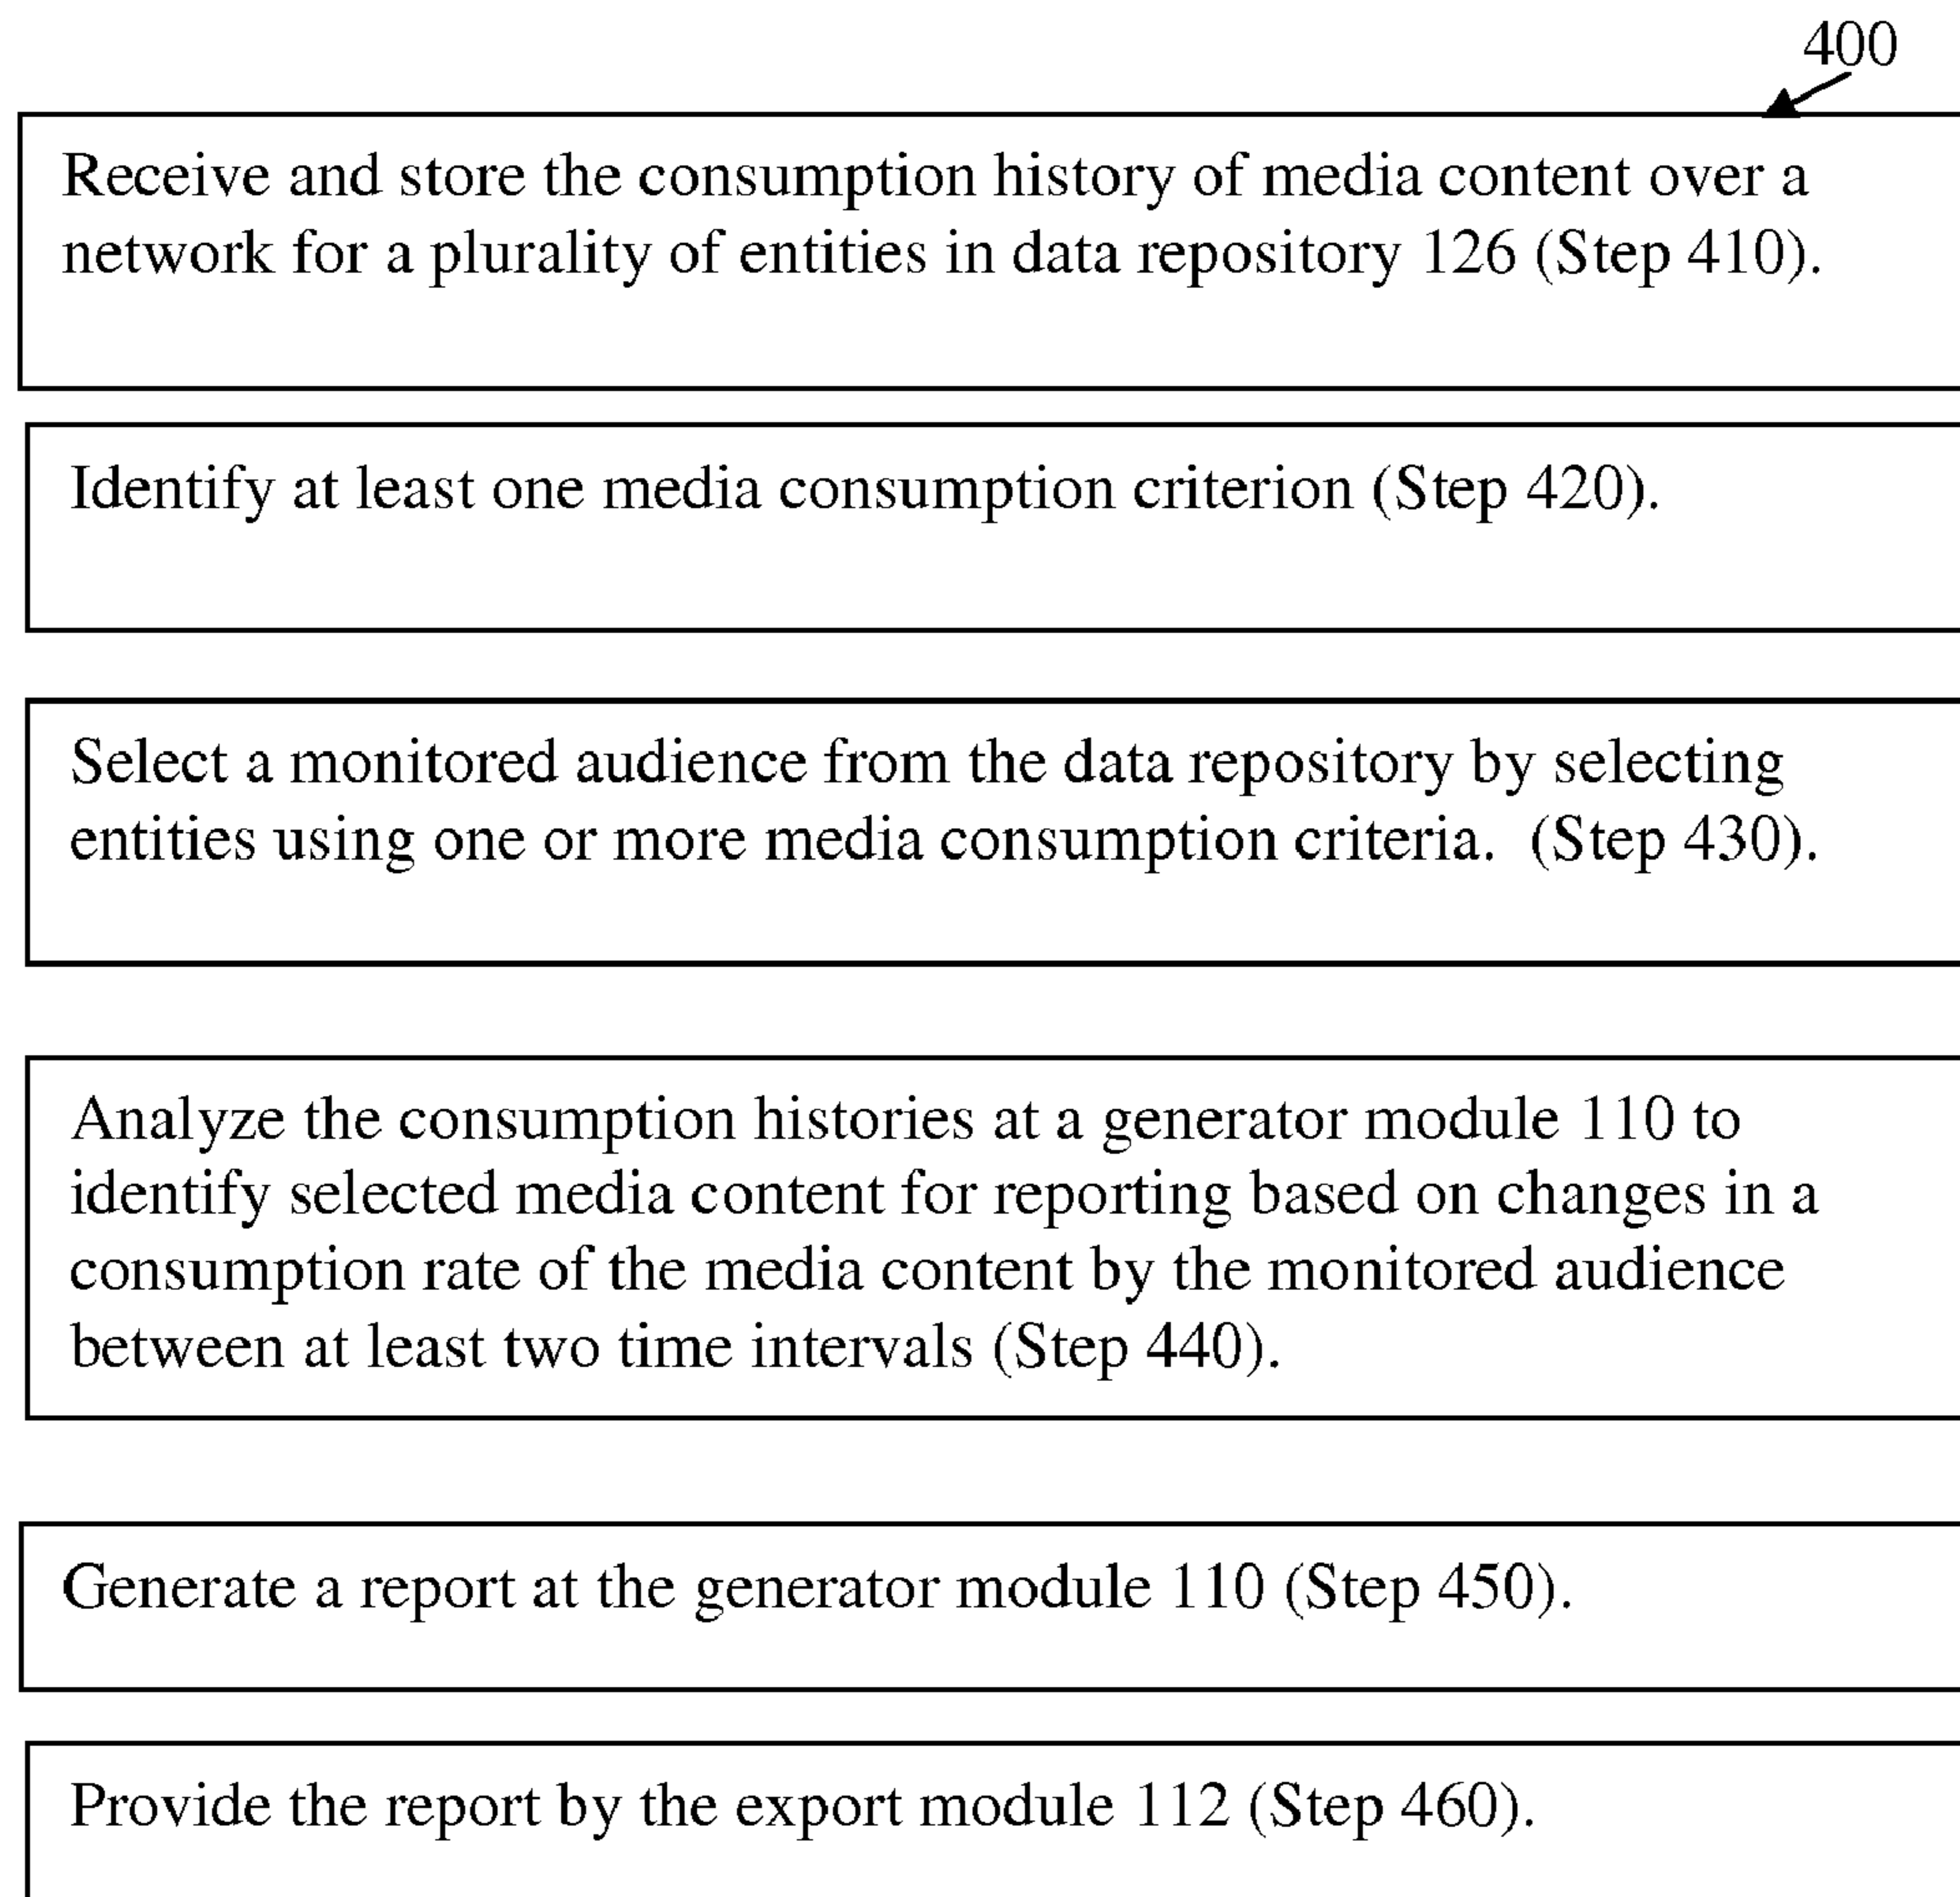 400
Receive and store the consumption history of media content over a
network for a plurality of entities in data repository 126 (Step 410).
Identify at least one media consumption criterion (Step 420).
Select a monitored audience from the data repository by selecting
entities using one or more media consumption criteria.  (Step 430).
Analyze the consumption histories at a generator module 110 to
identify selected media content for reporting based on changes in a
consumption rate of the media content by the monitored audience
between at least two time intervals (Step 440).
Generate a report at the generator module 110 (Step 450).
Provide the report by the export module 112 (Step 460).